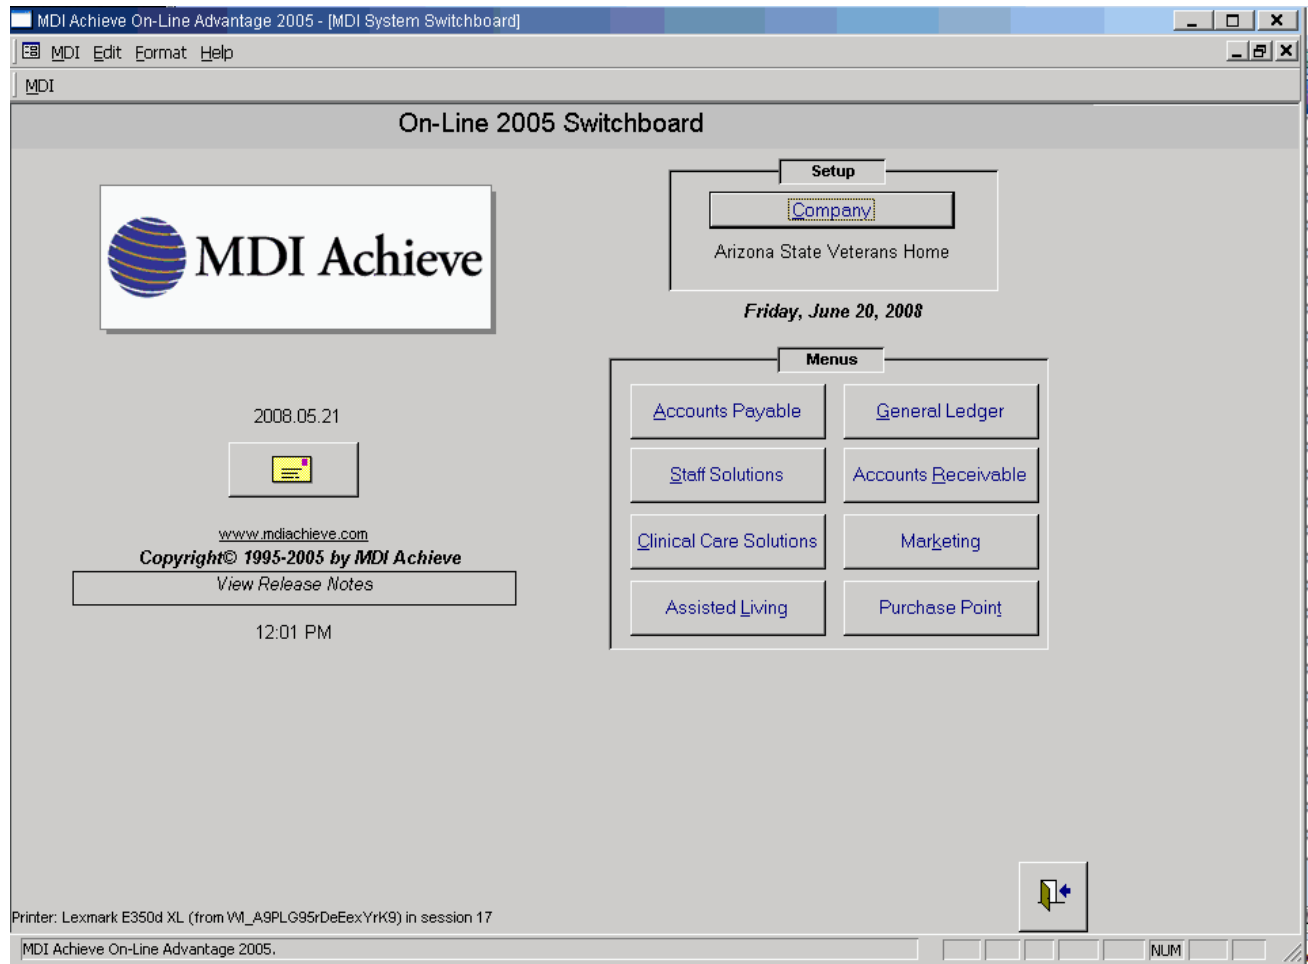 MDI Achieve On-Line Advantage 2005 - [MDI System Switchboard]
MDI Edit Format Help
MDI
On-Line 2005 Switchboard
MDI Achieve
Setup
Company
Arizona State Veterans Home
Friday, June 20, 2008
Menus
Accounts Payable General Ledger
Staff Solutions Accounts Receivable
Clinical Care Solutions Marketing
Assisted Living Purchase Point
2008.05.21
www.mdiachieve.com
Copyright© 1995-2005 by MDI Achieve
View Release Notes
12:01 PM
Printer: Lexmark E350d XL (from WI_A9PLG95rDeEexYrK9) in session 17
MDI Achieve On-Line Advantage 2005. NUM